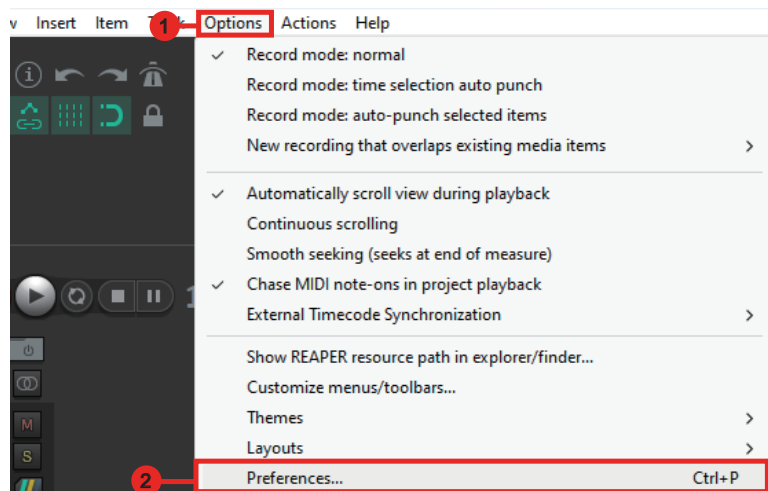 Insert Item Options Actions Help
1
Record mode: normal
Record mode: time selection auto punch
Record mode: auto-punch selected items
New recording that overlaps existing media items
Automatically scroll view during playback
Continuous scrolling
Smooth seeking (seeks at end of measure)
Chase MIDI note-ons in project playback
External Timecode Synchronization
Show REAPER resource path in explorer/finder...
Customize menus/toolbars...
Themes
M
Layouts
S
2
Preferences... Ctrl+P